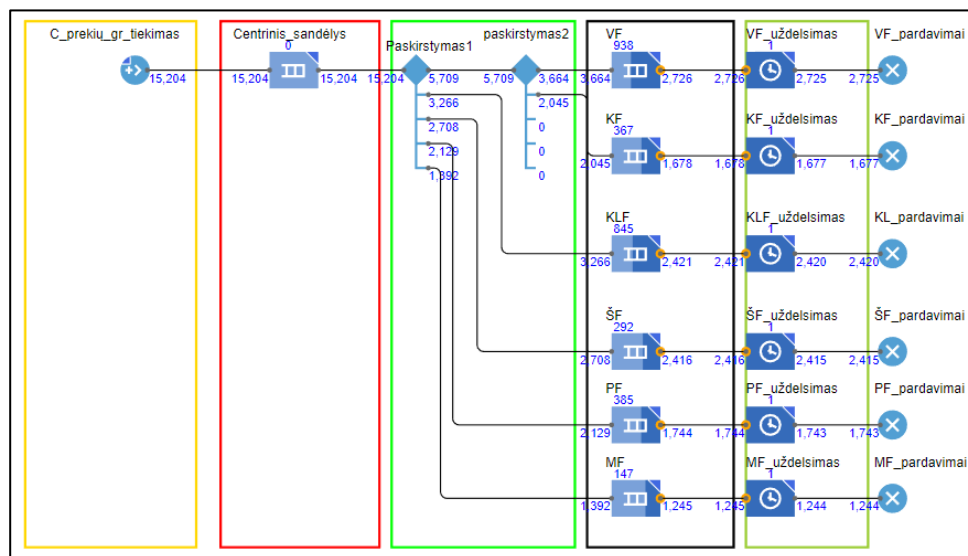 C_prekių_gr_tiekimas
15,204
Centrinis_sandėlys
0
15,204 15,204
Paskirstymas1
15,204 5,709
3,266
2,708
2,129
1,392
paskirstymas2
5,709 3,664
2,045
0
0
0
VF
938
3,664 2,726
VF_uždelsimas
1
2,726 2,725
VF_pardavimai
2,725
KF
367
2,045 1,678
KF_uždelsimas
1
1,678 1,677
KF_pardavimai
1,677
KLF
845
3,266 2,421
KLF_uždelsimas
1
2,421 2,420
KL_pardavimai
2,420
ŠF
292
2,708 2,416
ŠF_uždelsimas
1
2,416 2,415
ŠF_pardavimai
2,415
PF
385
2,129 1,744
PF_uždelsimas
1
1,744 1,743
PF_pardavimai
1,743
MF
147
1,392 1,245
MF_uždelsimas
1
1,245 1,244
MF_pardavimai
1,244